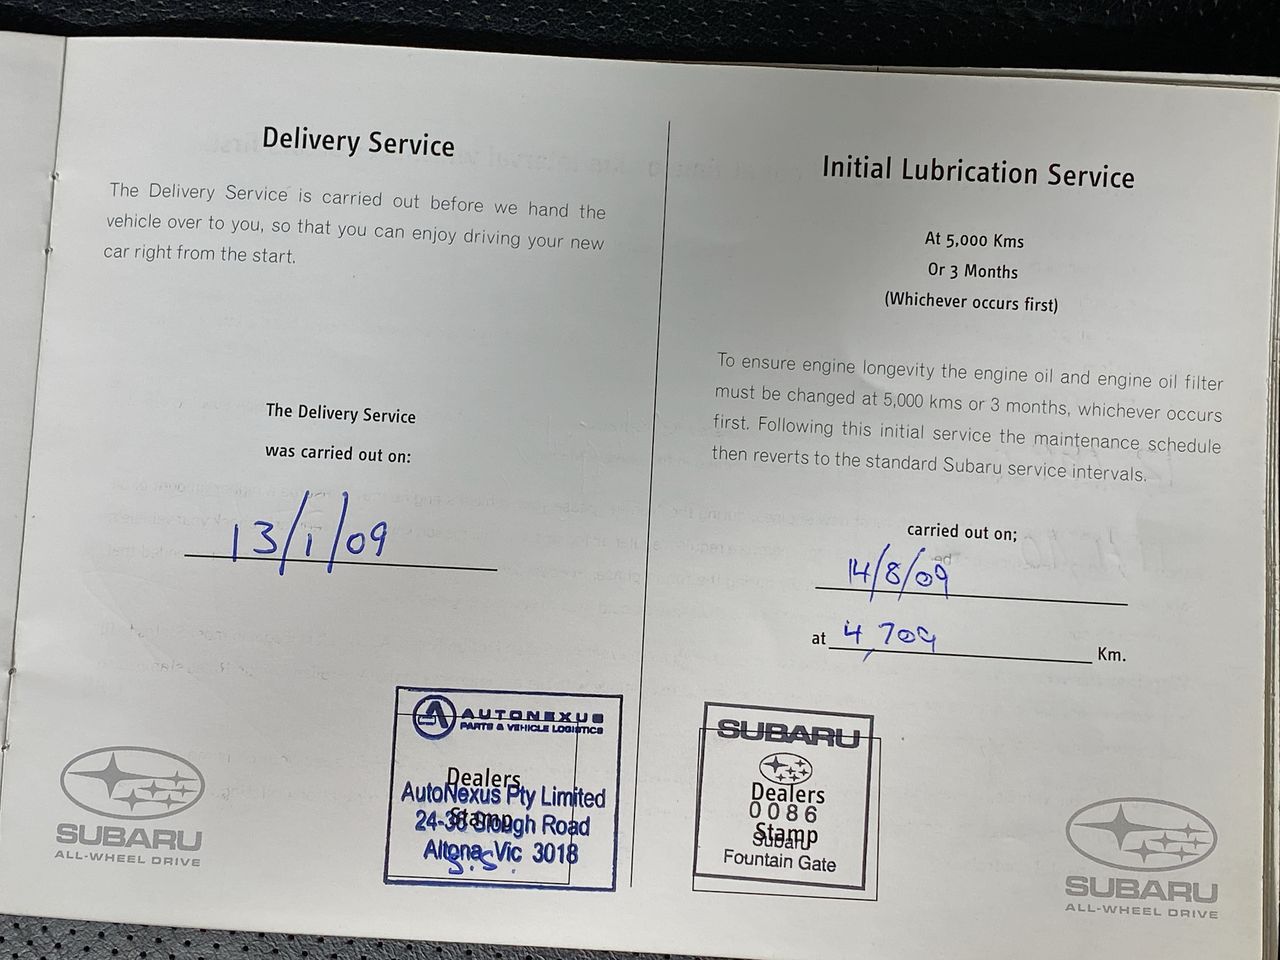 Delivery Service
The Delivery Service is carried out before we hand the
vehicle over to you, so that you can enjoy driving your new
car right from the start.
The Delivery Service
was carried out on:
13/1/09
AUTONEXUS
PARTS & VEHICLE LOGISTICS
Dealers
AutoNexus Pty Limited
Stamp
24-38 Slough Road
Altona Vic 3018
S.S.
SUBARU
ALL-WHEEL DRIVE
Initial Lubrication Service
At 5,000 Kms
Or 3 Months
(Whichever occurs first)
To ensure engine longevity the engine oil and engine oil filter
must be changed at 5,000 kms or 3 months, whichever occurs
first. Following this initial service the maintenance schedule
then reverts to the standard Subaru service intervals.
carried out on;
14/8/09
at 4,709 Km.
SUBARU
Dealers
0086
Stamp
Subaru
Fountain Gate
SUBARU
ALL-WHEEL DRIVE